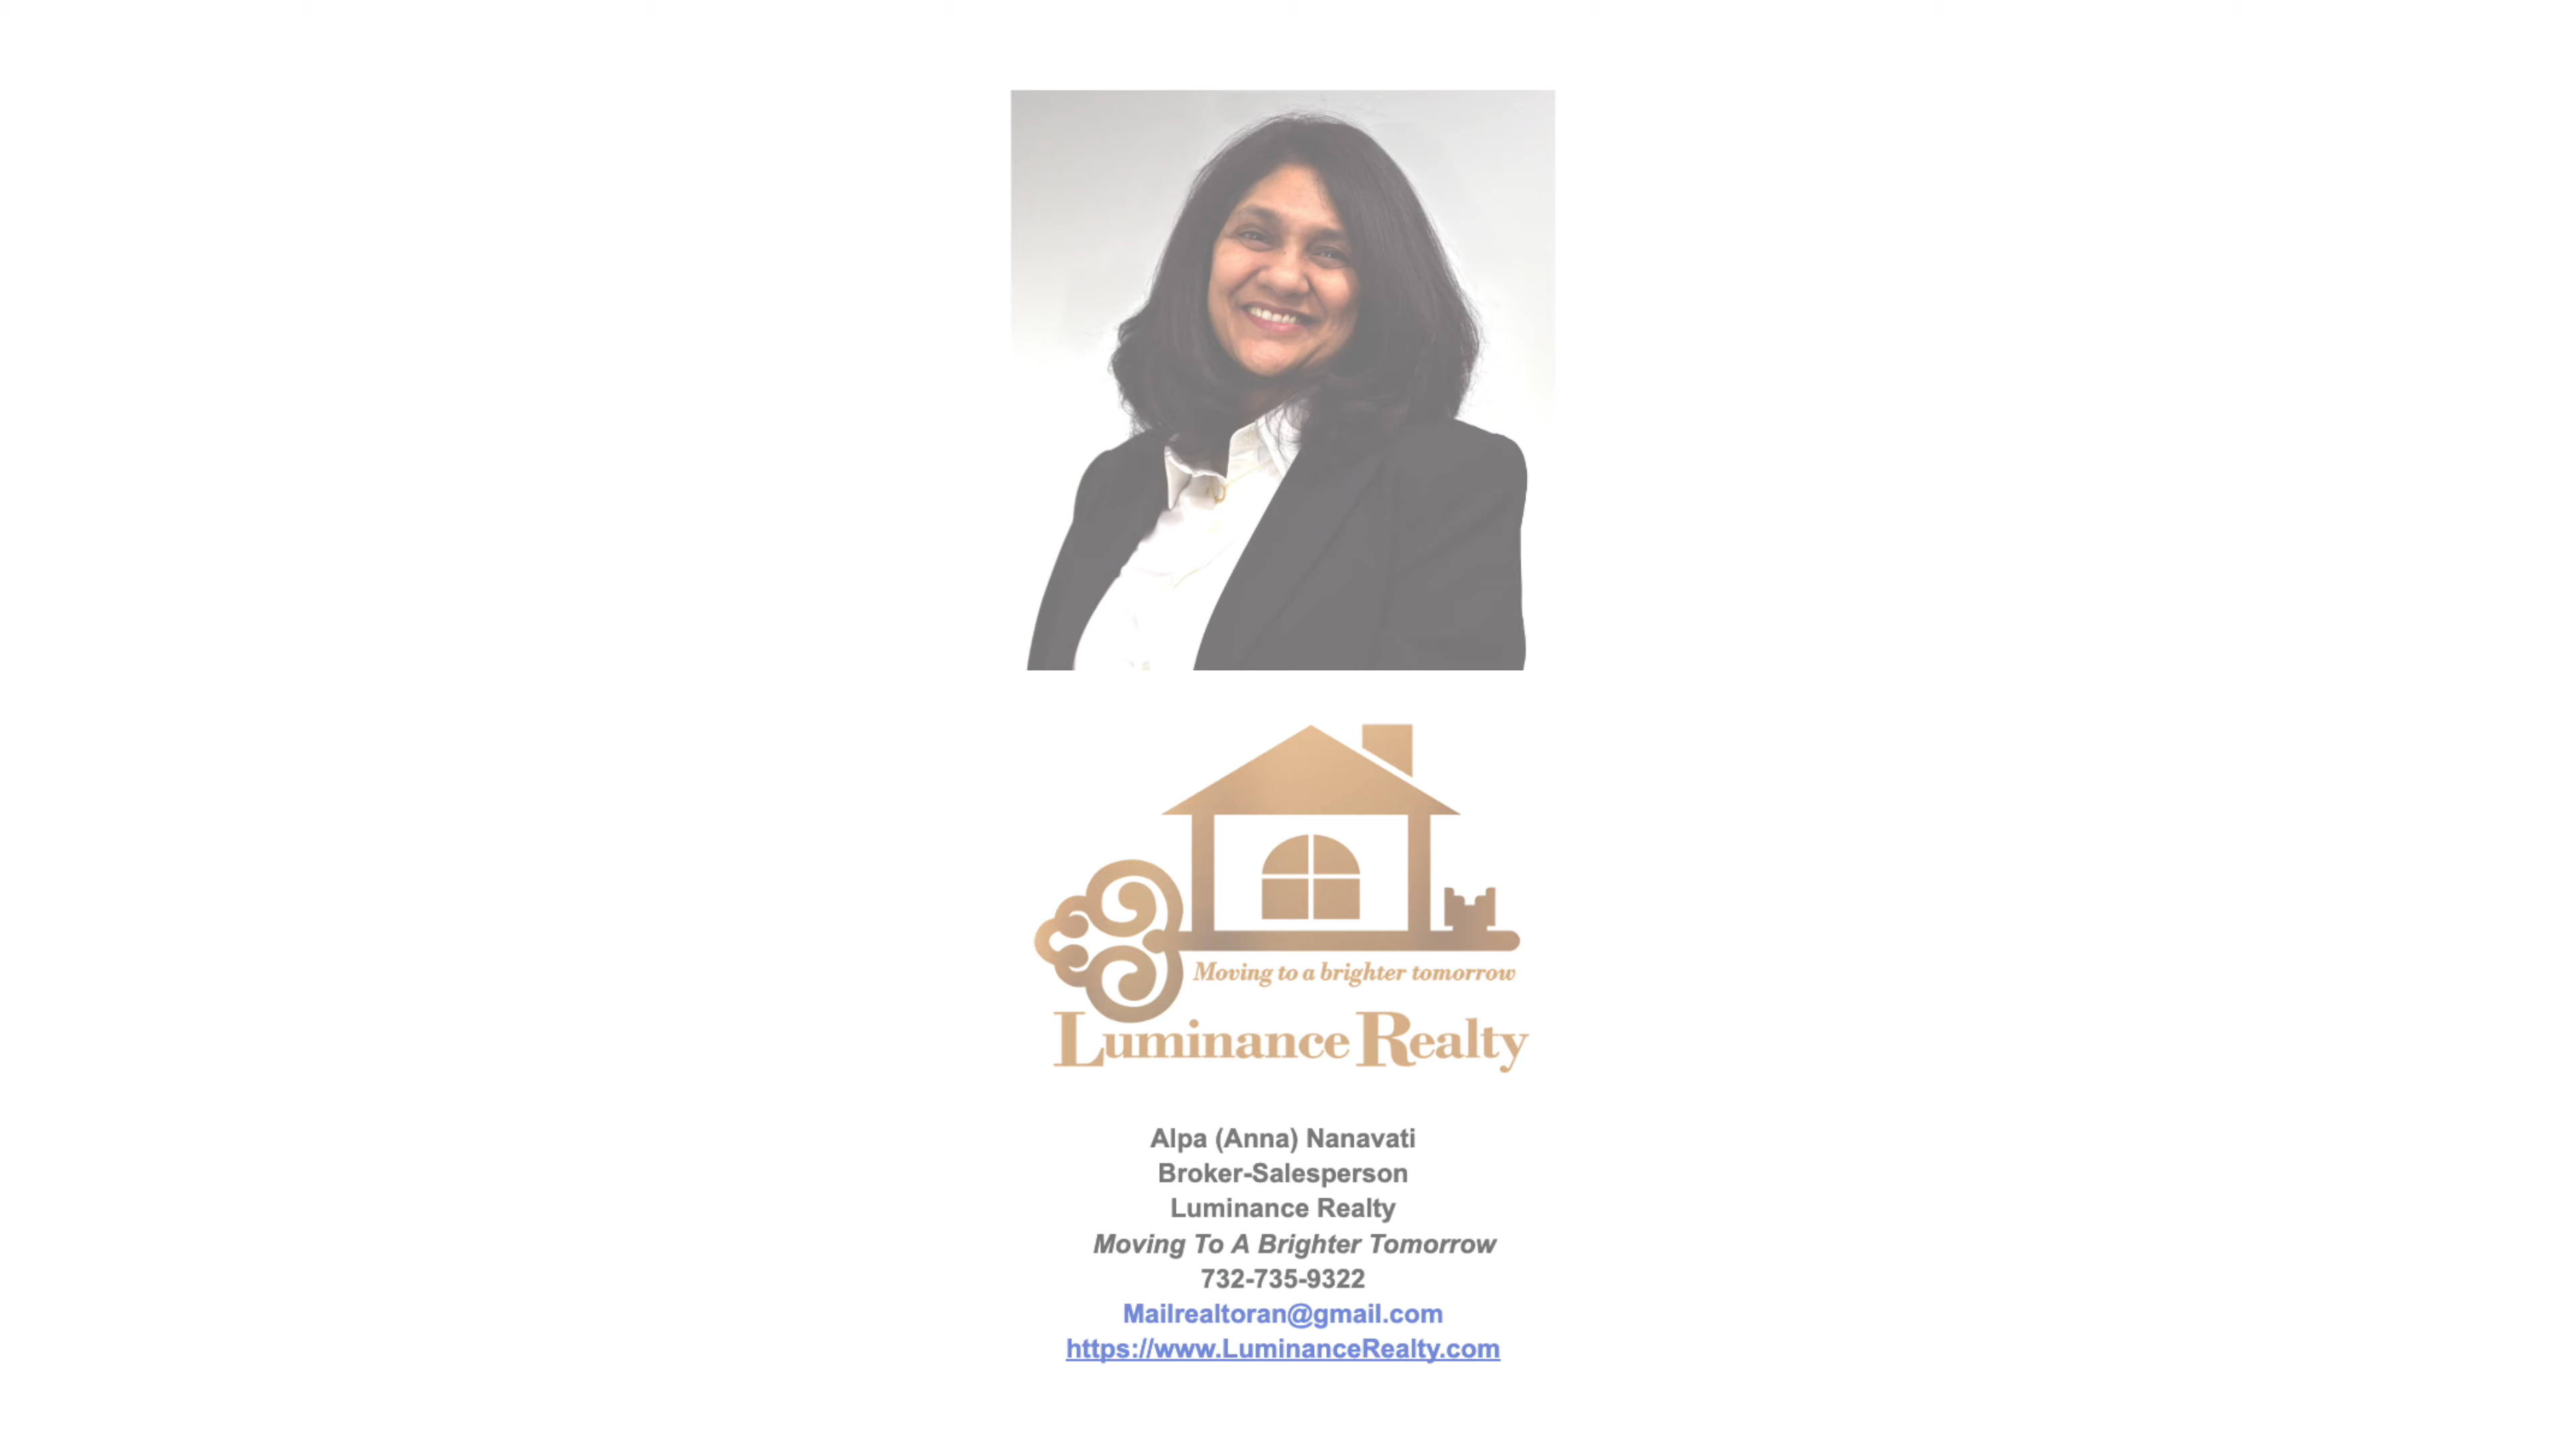 Moving to a brighter tomorrow
Luminance Realty
Alpa (Anna) Nanavati
Broker-Salesperson
Luminance Realty
Moving To A Brighter Tomorrow
732-735-9322
Mailrealtoran@gmail.com
https://www.LuminanceRealty.com